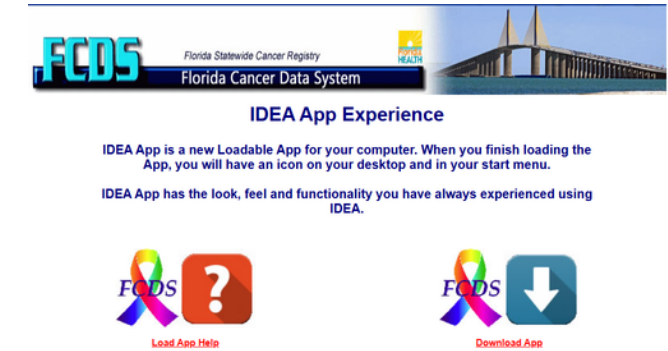 FCDS
Florida Statewide Cancer Registry
Florida
HEALTH
Florida Cancer Data System
IDEA App Experience
IDEA App is a new Loadable App for your computer. When you finish loading the
App, you will have an icon on your desktop and in your start menu.
IDEA App has the look, feel and functionality you have always experienced using
IDEA.
FCDS
?
FCDS
Load App Help
Download App